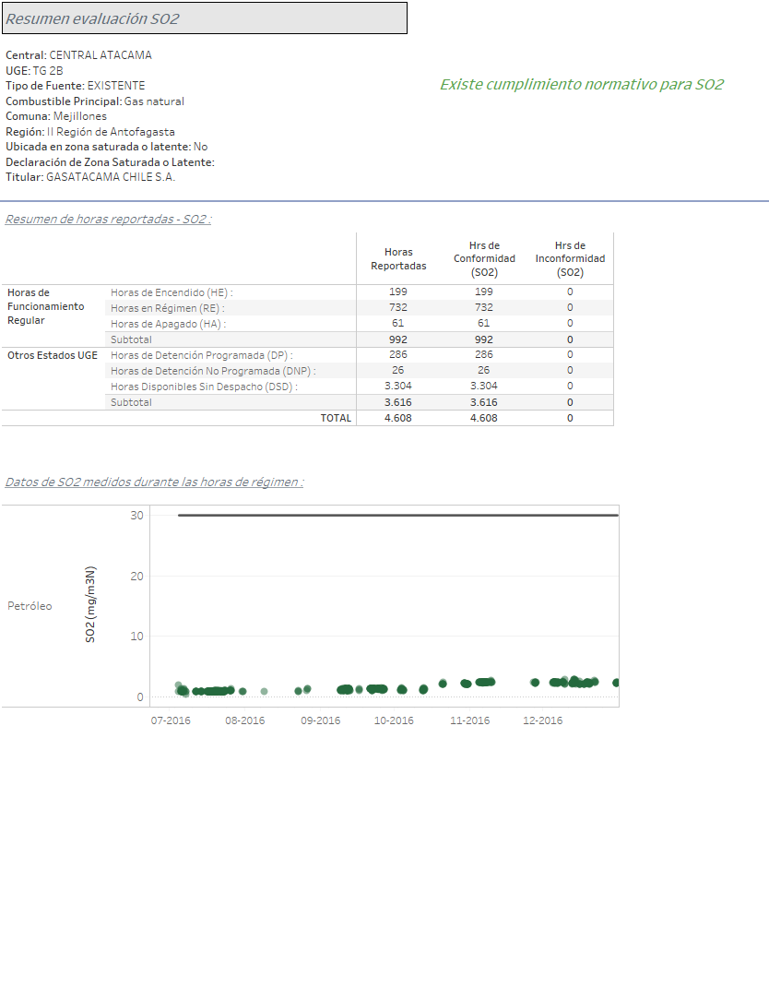 Resumen evaluación SO2
Central: CENTRAL ATACAMA
UGE: TG 2B
Tipo de Fuente: EXISTENTE
Combustible Principal: Gas natural
Comuna: Mejillones
Región: II Región de Antofagasta
Ubicada en zona saturada o latente: No
Declaración de Zona Saturada o Latente:
Titular: GASATACAMA CHILE S.A.
Existe cumplimiento normativo para SO2
Resumen de horas reportadas - SO2 :
Horas Reportadas Hrs de Conformidad (SO2) Hrs de Inconformidad (SO2)
Horas de Funcionamiento Regular Horas de Encendido (HE) : 199 199 0
Horas en Régimen (RE) : 732 732 0
Horas de Apagado (HA) : 61 61 0
Subtotal 992 992 0
Otros Estados UGE Horas de Detención Programada (DP) : 286 286 0
Horas de Detención No Programada (DNP) : 26 26 0
Horas Disponibles Sin Despacho (DSD) : 3.304 3.304 0
Subtotal 3.616 3.616 0
TOTAL 4.608 4.608 0
Datos de SO2 medidos durante las horas de régimen :
Petróleo
SO2 (mg/m3N)
30
20
10
0
07-2016 08-2016 09-2016 10-2016 11-2016 12-2016